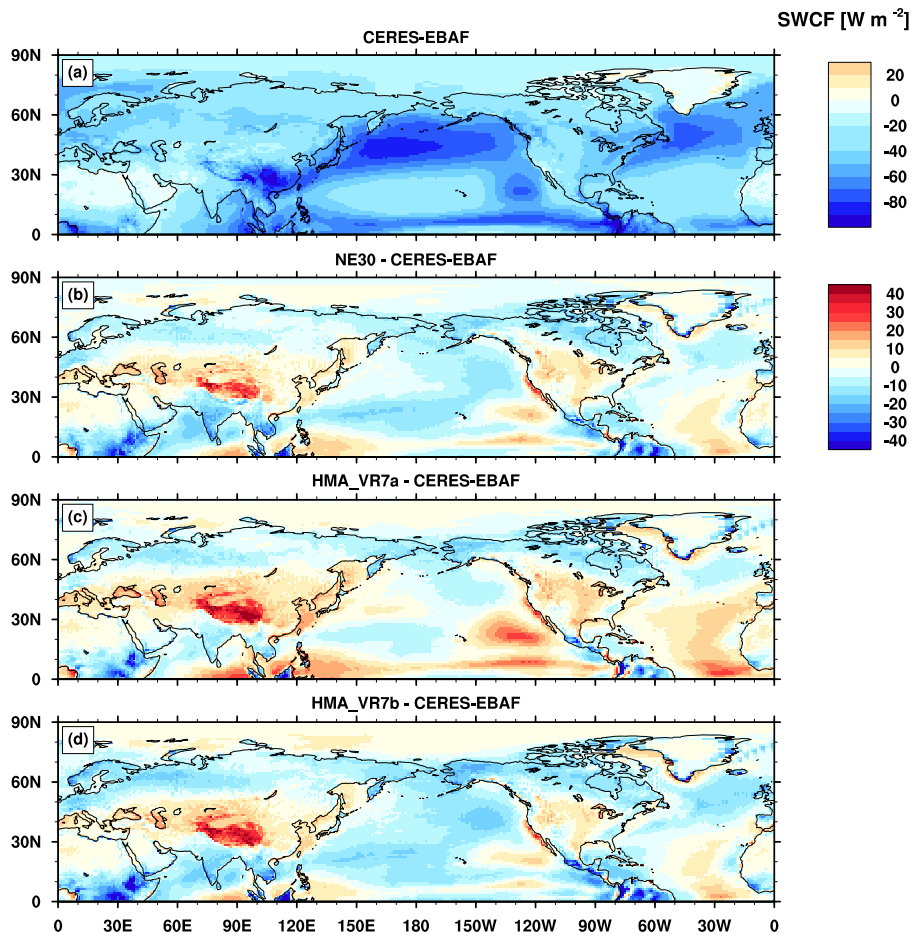 SWCF [W m -2]
CERES-EBAF
(a)
90N
60N
30N
0
20
0
-20
-40
-60
-80
NE30 - CERES-EBAF
(b)
90N
60N
30N
0
40
30
20
10
0
-10
-20
-30
-40
HMA_VR7a - CERES-EBAF
(c)
90N
60N
30N
0
HMA_VR7b - CERES-EBAF
(d)
90N
60N
30N
0
0 30E 60E 90E 120E 150E 180 150W 120W 90W 60W 30W 0